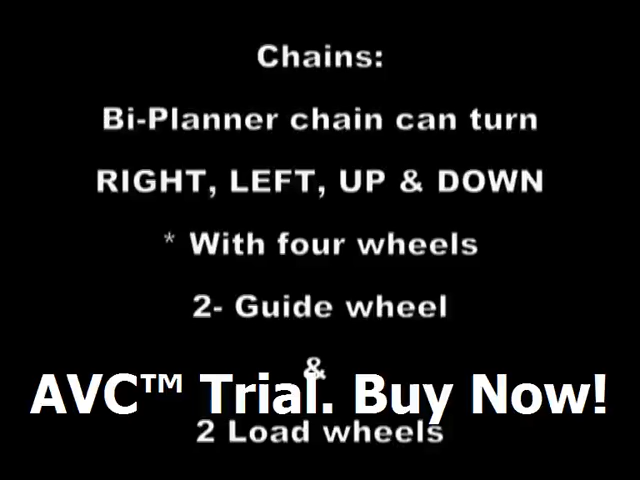 Chains:
Bi-Planner chain can turn
RIGHT, LEFT, UP & DOWN
* With four wheels
2- Guide wheel
&
AVC™ Trial. Buy Now!
2 Load wheels